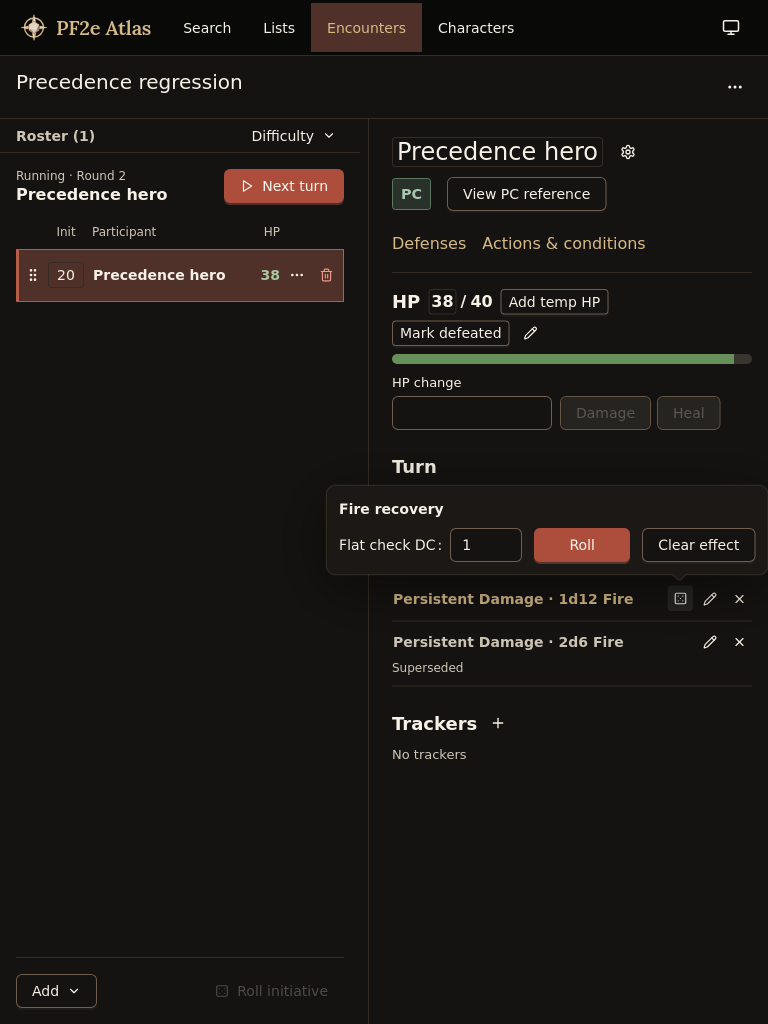 PF2e Atlas
Search
Lists
Encounters
Characters
Precedence regression
Roster (1)
Difficulty
Running · Round 2
Precedence hero
Next turn
Init
Participant
HP
20
Precedence hero
38
Add
Roll initiative
Precedence hero
PC
View PC reference
Defenses
Actions & conditions
HP 38 / 40
Add temp HP
Mark defeated
HP change
Damage
Heal
Turn
Fire recovery
Flat check DC: 1
Roll
Clear effect
Persistent Damage · 1d12 Fire
Persistent Damage · 2d6 Fire
Superseded
Trackers
No trackers